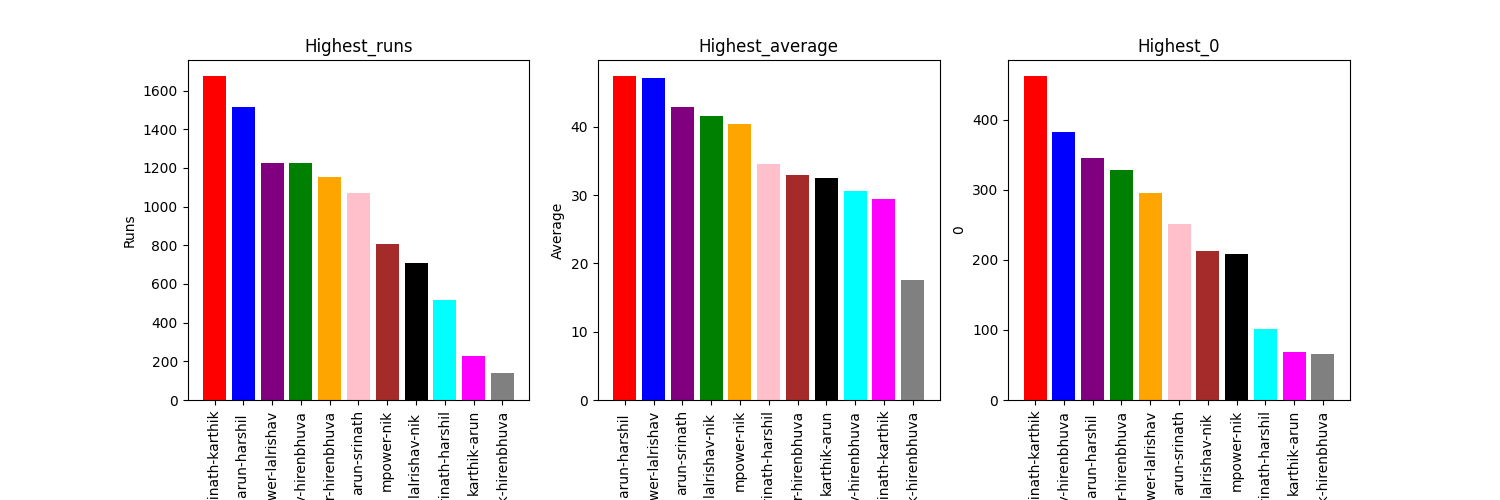 Highest_runs
Runs
1600
1400
1200
1000
800
600
400
200
0
inath-karthik
arun-harshil
wer-lalrishav
y-hirenbhuva
r-hirenbhuva
arun-srinath
mpower-nik
lalrishav-nik
inath-harshil
karthik-arun
k-hirenbhuva
Highest_average
Average
40
30
20
10
0
arun-harshil
wer-lalrishav
arun-srinath
lalrishav-nik
mpower-nik
inath-harshil
r-hirenbhuva
karthik-arun
y-hirenbhuva
inath-karthik
k-hirenbhuva
Highest_0
0
400
300
200
100
0
inath-karthik
y-hirenbhuva
arun-harshil
r-hirenbhuva
wer-lalrishav
arun-srinath
lalrishav-nik
mpower-nik
inath-harshil
karthik-arun
k-hirenbhuva